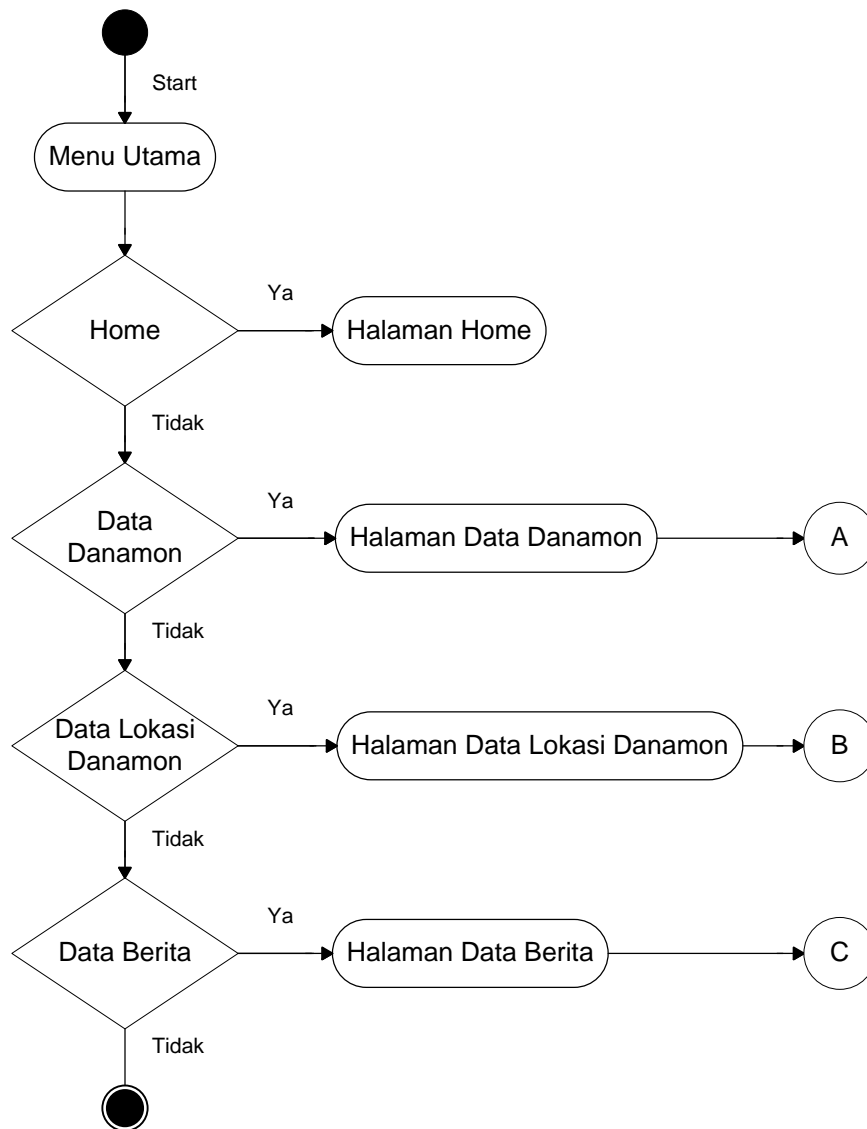 Start
Menu Utama
Ya
Home
Halaman Home
Tidak
Ya
Data
Danamon
Halaman Data Danamon
A
Tidak
Ya
Data Lokasi
Danamon
Halaman Data Lokasi Danamon
B
Tidak
Ya
Data Berita
Halaman Data Berita
C
Tidak